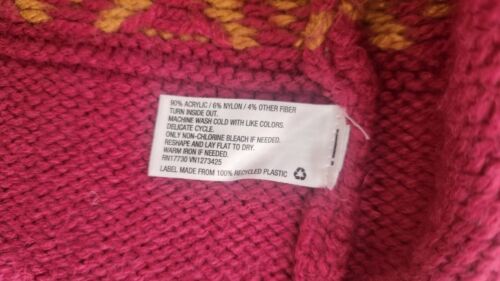 90% ACRYLIC / 6% NYLON / 4% OTHER FIBER
TURN INSIDE OUT.
MACHINE WASH COLD WITH LIKE COLORS.
DELICATE CYCLE.
ONLY NON-CHLORINE BLEACH IF NEEDED.
RESHAPE AND LAY FLAT TO DRY.
WARM IRON IF NEEDED.
RN17730 VN1273425
LABEL MADE FROM 100% RECYCLED PLASTIC